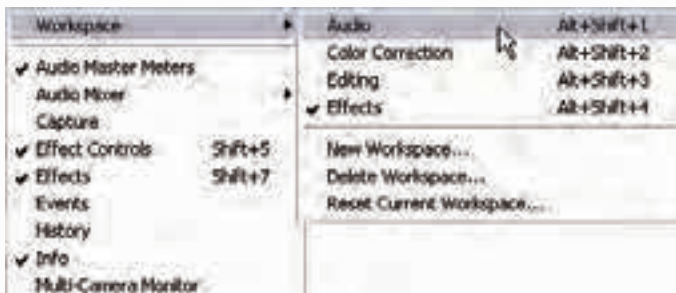 Workspace
Audio Master Meters
Audio Mixer
Capture
Effect Controls Shift+5
Effects Shift+7
Events
History
Info
Multi-Camera Monitor
Audio Alt+Shift+1
Color Correction Alt+Shift+2
Editing Alt+Shift+3
Effects Alt+Shift+4
New Workspace...
Delete Workspace...
Reset Current Workspace...